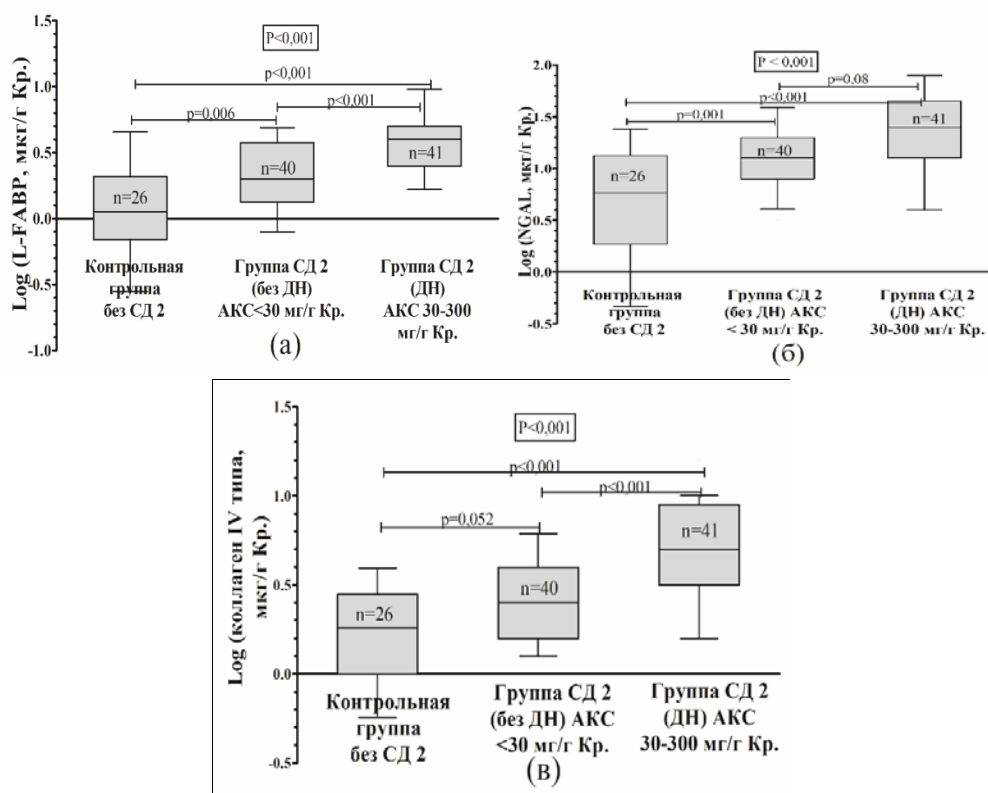 Log (L-FABP, мкг/г Кр.)
1.5
1.0
0.5
0.0
-0.5
-1.0
P<0,001
p<0,001
p=0,006
p<0,001
n=26
n=40
n=41
Контрольная
группа
без СД 2
Группа СД 2
(без ДН)
АКС<30 мг/г Кр.
Группа СД 2
(ДН)
АКС 30-300
мг/г Кр.
(а)
Log (NGAL, мкг/г Кр.)
2.0
1.5
1.0
0.5
0.0
-0.5
P < 0,001
p=0,08
p<0,001
p=0,001
n=26
n=40
n=41
Контрольная
группа
без СД 2
Группа СД 2
(без ДН) АКС
< 30 мг/г Кр.
Группа СД 2
(ДН) АКС
30-300 мг/г Кр.
(б)
Log (коллаген IV типа,
мкг/г Кр.)
1.5
1.0
0.5
0.0
-0.5
P<0,001
p<0,001
p<0,001
p=0,052
n=26
n=40
n=41
Контрольная
группа
без СД 2
Группа СД 2
(без ДН) АКС
<30 мг/г Кр.
Группа СД 2
(ДН) АКС
30-300 мг/г Кр.
(в)